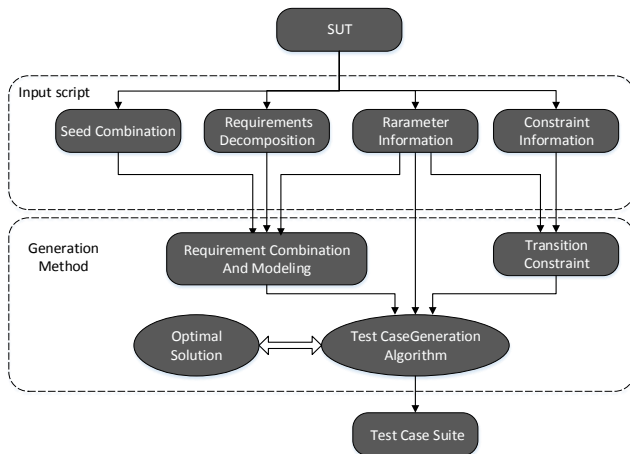 SUT
Input script
Seed Combination
Requirements
Decomposition
Rarameter
Information
Constraint
Information
Generation
Method
Requirement Combination
And Modeling
Transition
Constraint
Optimal
Solution
Test CaseGeneration
Algorithm
Test Case Suite